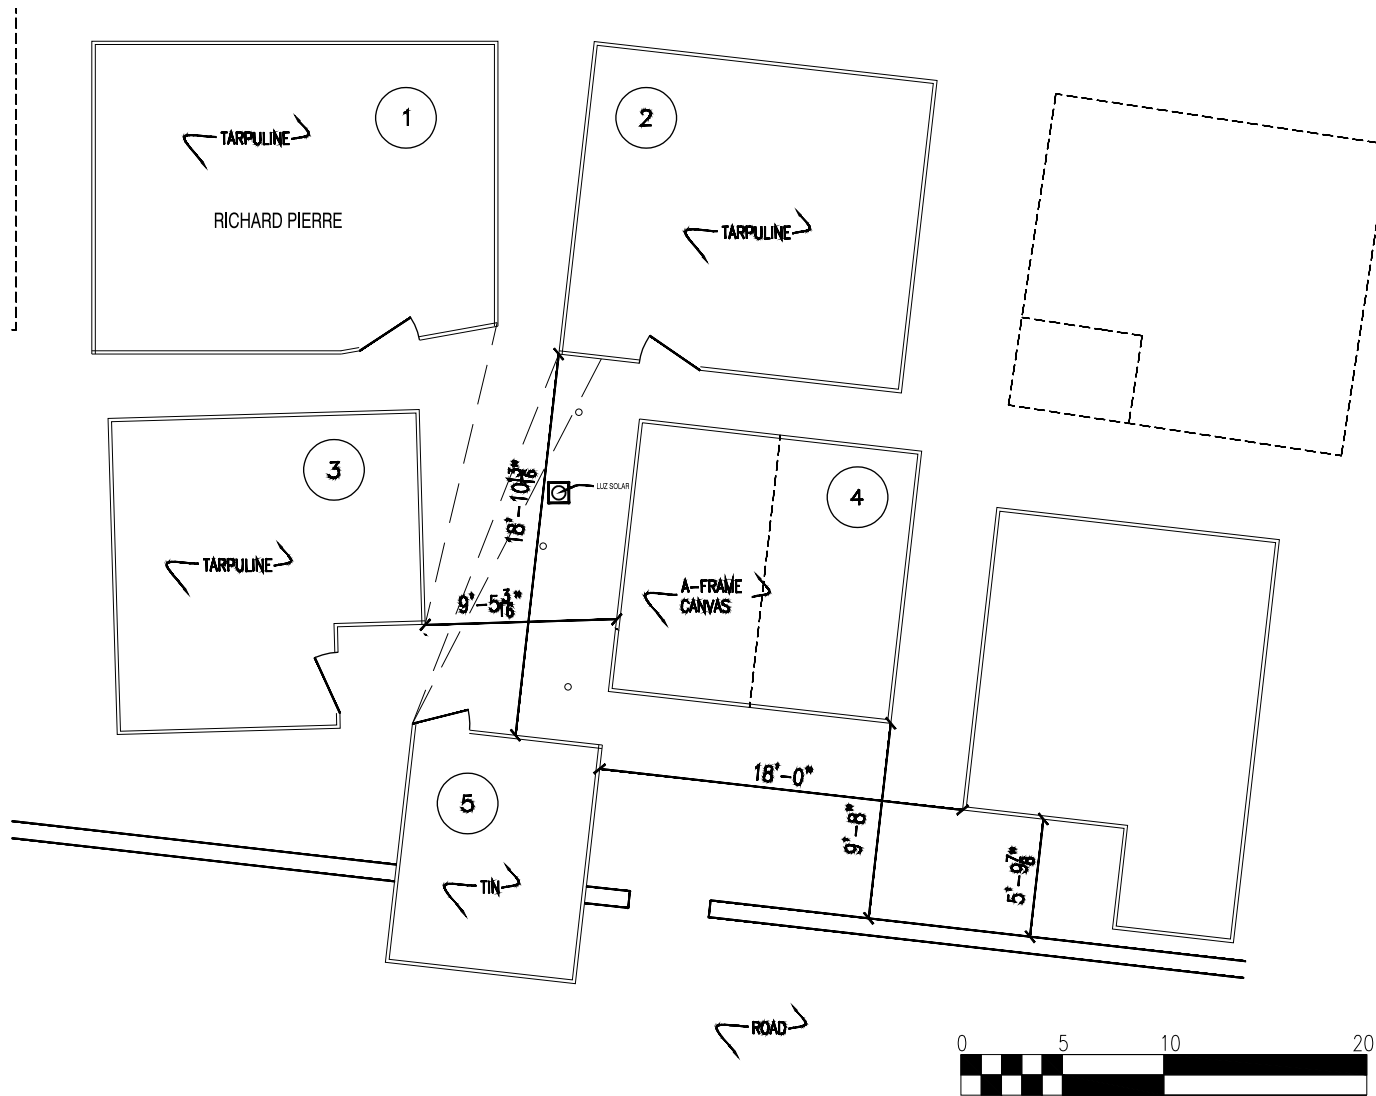 1
TARPULINE
RICHARD PIERRE
2
TARPULINE
3
TARPULINE
18'-10 13/16"
LUZ SOLAR
4
A-FRAME
CANVAS
9'-5 3/16"
5
TIN
18'-0"
9'-8"
5'-9 7/8"
ROAD
0 5 10 20